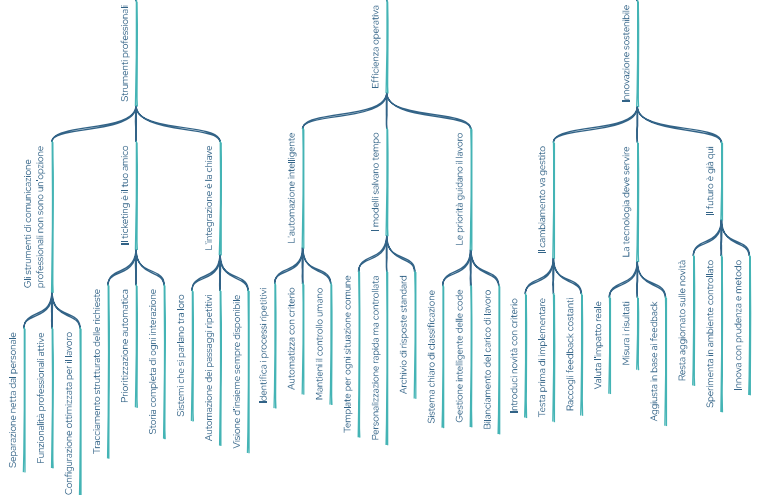 Strumenti professionali
Gli strumenti di comunicazione
professionali non sono un'opzione
Separazione netta dal personale
Funzionalità professionali attive
Configurazione ottimizzata per il lavoro
Il ticketing è il tuo amico
Tracciamento strutturato delle richieste
Prioritizzazione automatica
Storia completa di ogni interazione
L'integrazione è la chiave
Sistemi che si parlano tra loro
Automazione dei passaggi ripetitivi
Visione d'insieme sempre disponibile
Efficienza operativa
L'automazione intelligente
Identifica i processi ripetitivi
Automatizza con criterio
Mantieni il controllo umano
I modelli salvano tempo
Template per ogni situazione comune
Personalizzazione rapida ma controllata
Archivio di risposte standard
Le priorità guidano il lavoro
Sistema chiaro di classificazione
Gestione intelligente delle code
Bilanciamento del carico di lavoro
Innovazione sostenibile
Il cambiamento va gestito
Introduci novità con criterio
Testa prima di implementare
Raccogli feedback costanti
La tecnologia deve servire
Valuta l'impatto reale
Misura i risultati
Aggiusta in base ai feedback
Il futuro è già qui
Resta aggiornato sulle novità
Sperimenta in ambiente controllato
Innova con prudenza e metodo